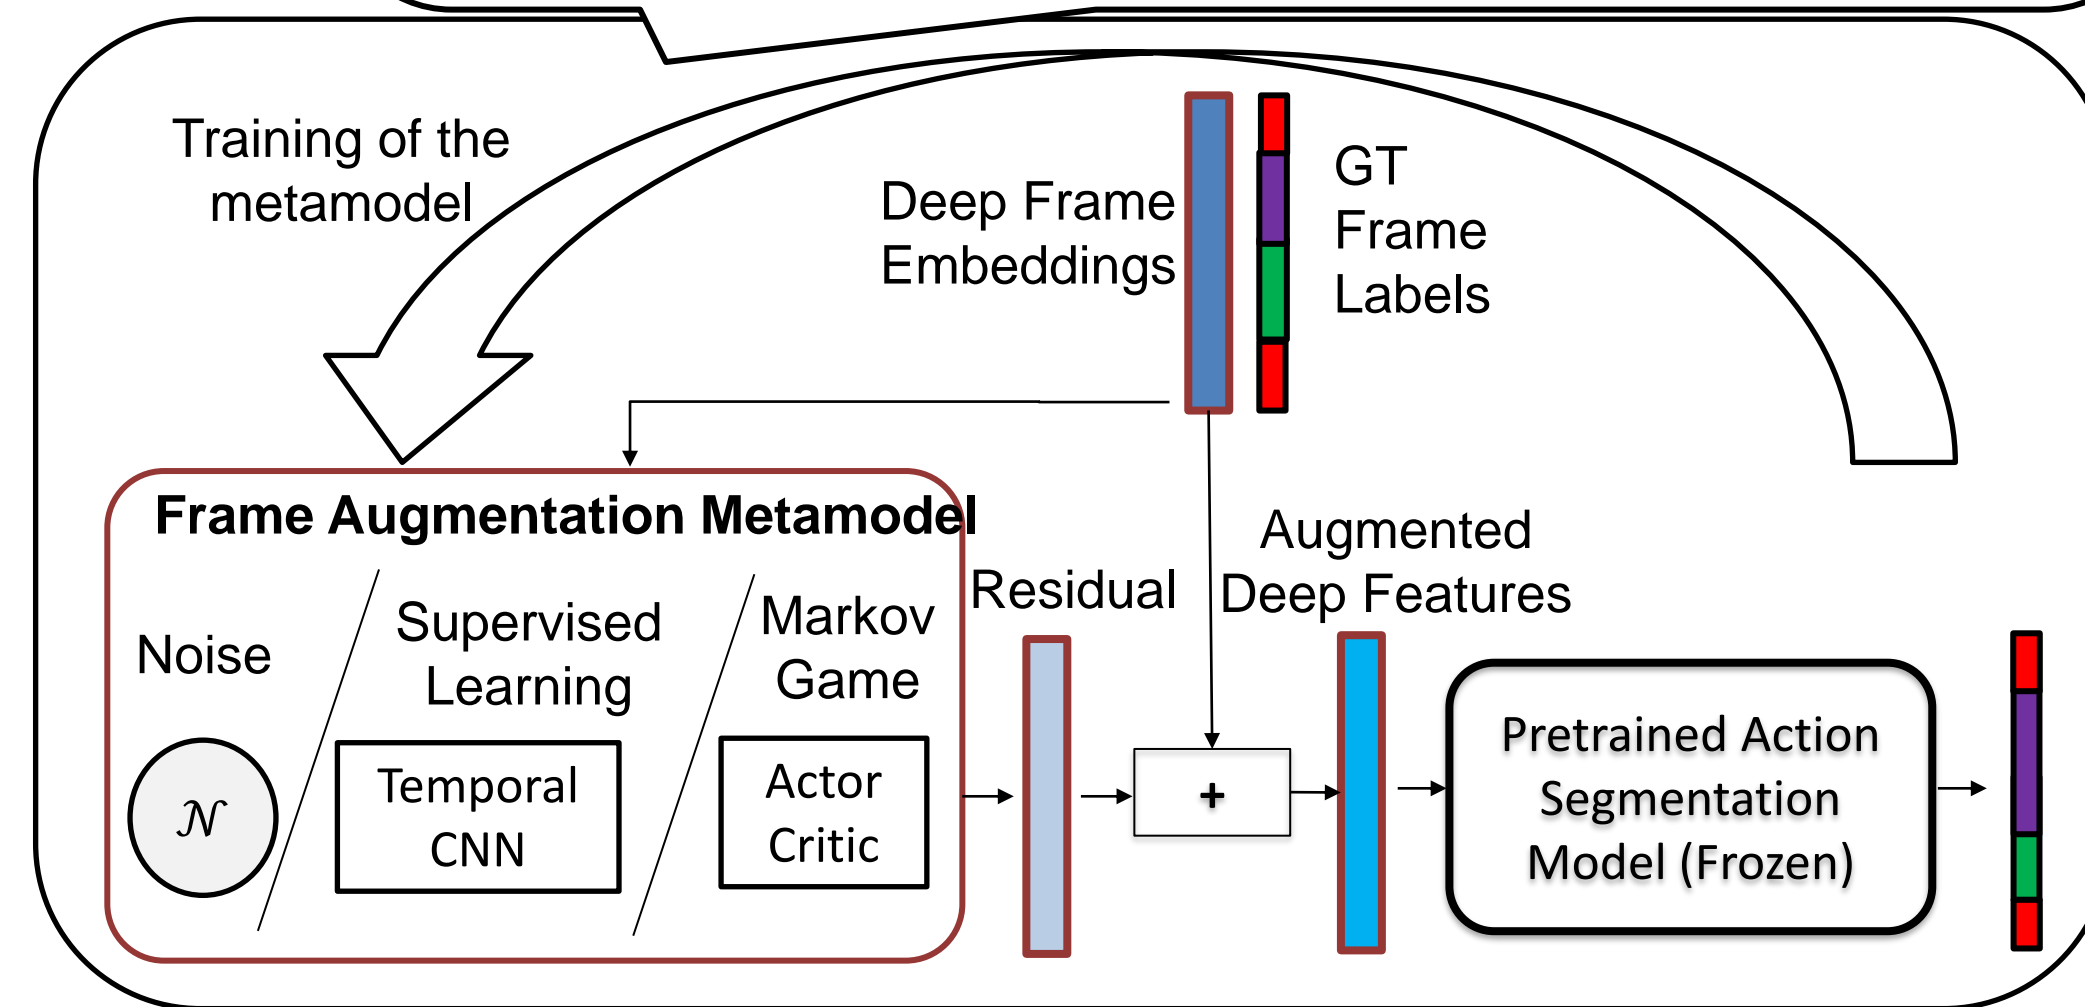 Training of the
metamodel
Deep Frame
Embeddings
GT
Frame
Labels
Frame Augmentation Metamodel
Noise
𝒩
Supervised
Learning
Temporal
CNN
Markov
Game
Actor
Critic
Residual
+
Augmented
Deep Features
Pretrained Action
Segmentation
Model (Frozen)